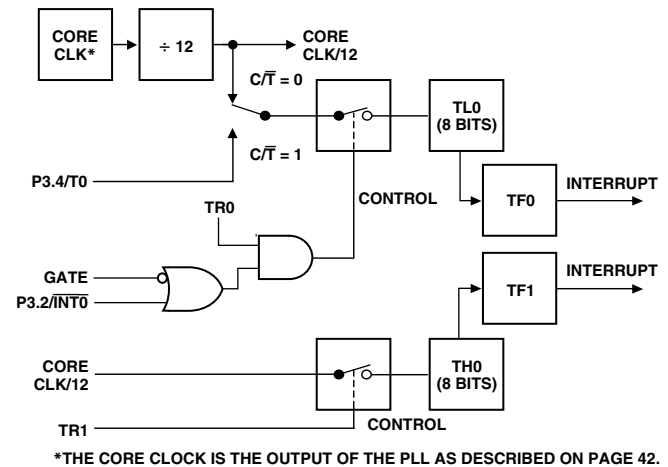 CORE
CLK*
÷ 12
CORE
CLK/12
C/T̅ = 0
TL0
(8 BITS)
C/T̅ = 1
P3.4/T0
TF0
INTERRUPT
CONTROL
TR0
GATE
P3.2/I̅N̅T̅0̅
TF1
INTERRUPT
CORE
CLK/12
TH0
(8 BITS)
CONTROL
TR1
*THE CORE CLOCK IS THE OUTPUT OF THE PLL AS DESCRIBED ON PAGE 42.